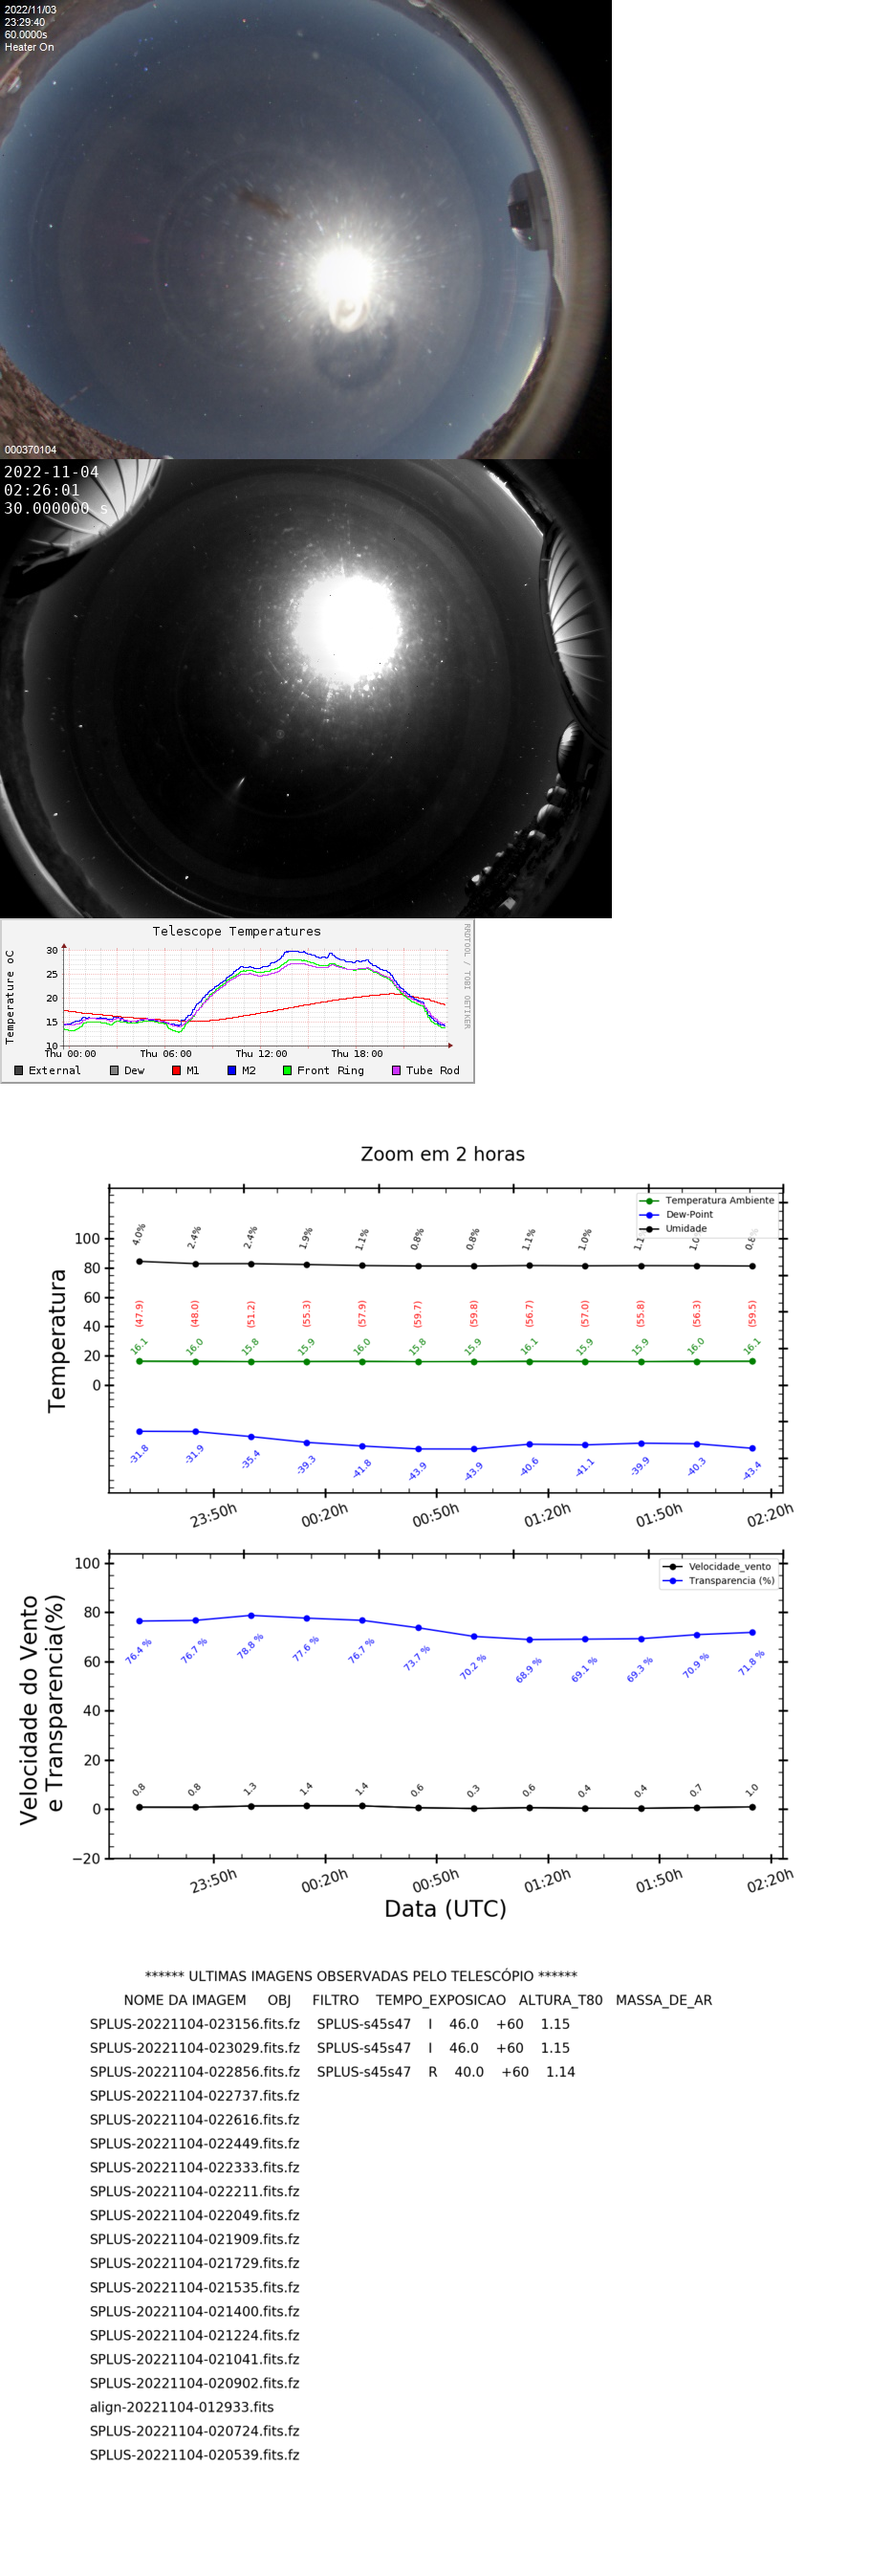 2022/11/03
23:29:40
60.0000s
Heater On
000370104
2022-11-04
02:26:01
30.000000 s
Telescope Temperatures
Temperature oC
30
25
20
15
10
Thu 00:00 Thu 06:00 Thu 12:00 Thu 18:00
External Dew M1 M2 Front Ring Tube Rod
RRDTOOL / TOBI OETIKER
Zoom em 2 horas
Temperatura
100
80
60
40
20
0
Temperatura Ambiente
Dew-Point
Umidade
4.0% 2.4% 2.4% 1.9% 1.1% 0.8% 0.8% 1.1% 1.0%
(47.9) (48.0) (51.2) (55.3) (57.9) (59.7) (59.8) (56.7) (57.0) (55.8) (56.3) (59.5)
16.1 16.0 15.8 15.9 16.0 15.8 15.9 16.1 15.9 15.9 16.0 16.1
-31.8 -31.9 -35.4 -39.3 -41.8 -43.9 -43.9 -40.6 -41.1 -39.9 -40.3 -43.4
23:50h 00:20h 00:50h 01:20h 01:50h 02:20h
Velocidade do Vento
e Transparencia(%)
100
80
60
40
20
0
−20
Velocidade_vento
Transparencia (%)
76.4 % 76.7 % 78.8 % 77.6 % 76.7 % 73.7 % 70.2 % 68.9 % 69.1 % 69.3 % 70.9 % 71.8 %
0.8 0.8 1.3 1.4 1.4 0.6 0.3 0.6 0.4 0.4 0.7 1.0
23:50h 00:20h 00:50h 01:20h 01:50h 02:20h
Data (UTC)
****** ULTIMAS IMAGENS OBSERVADAS PELO TELESCÓPIO ******
NOME DA IMAGEM OBJ FILTRO TEMPO_EXPOSICAO ALTURA_T80 MASSA_DE_AR
SPLUS-20221104-023156.fits.fz SPLUS-s45s47 I 46.0 +60 1.15
SPLUS-20221104-023029.fits.fz SPLUS-s45s47 I 46.0 +60 1.15
SPLUS-20221104-022856.fits.fz SPLUS-s45s47 R 40.0 +60 1.14
SPLUS-20221104-022737.fits.fz
SPLUS-20221104-022616.fits.fz
SPLUS-20221104-022449.fits.fz
SPLUS-20221104-022333.fits.fz
SPLUS-20221104-022211.fits.fz
SPLUS-20221104-022049.fits.fz
SPLUS-20221104-021909.fits.fz
SPLUS-20221104-021729.fits.fz
SPLUS-20221104-021535.fits.fz
SPLUS-20221104-021400.fits.fz
SPLUS-20221104-021224.fits.fz
SPLUS-20221104-021041.fits.fz
SPLUS-20221104-020902.fits.fz
align-20221104-012933.fits
SPLUS-20221104-020724.fits.fz
SPLUS-20221104-020539.fits.fz